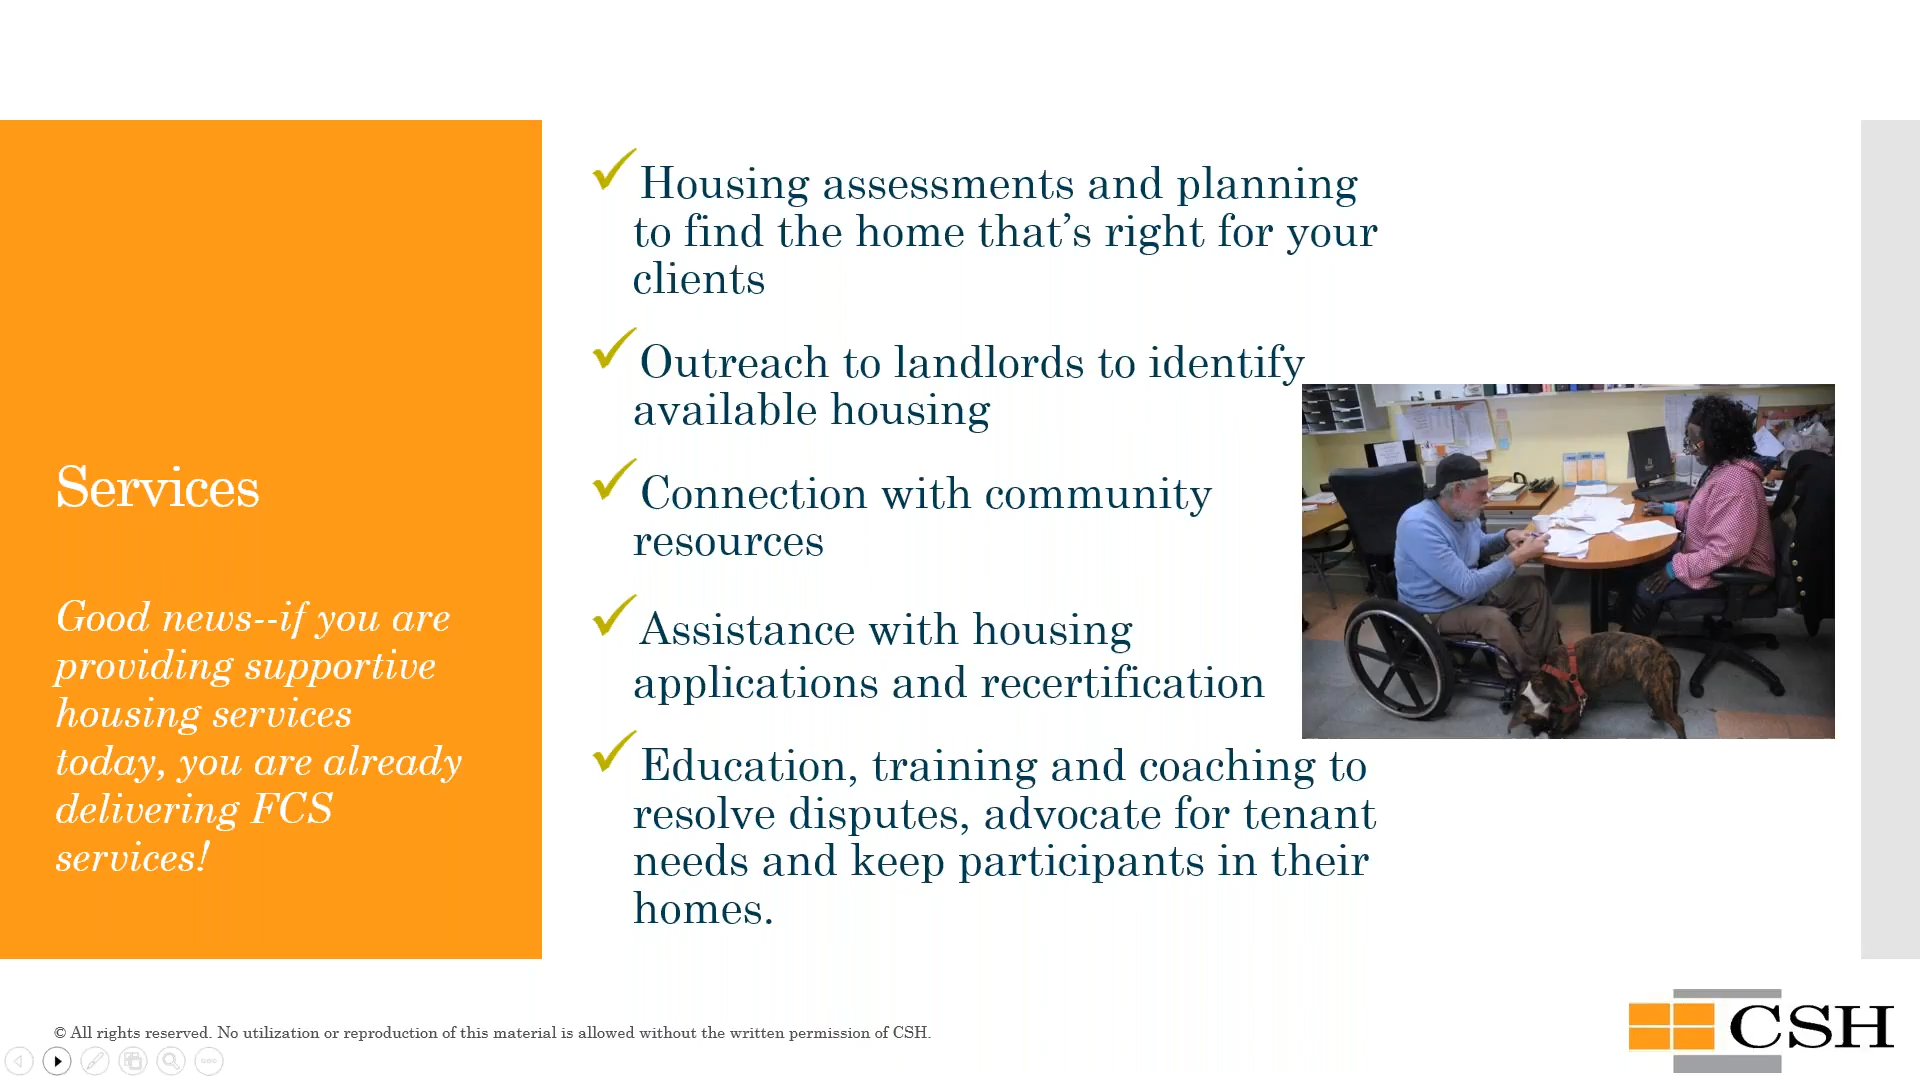 Services
Good news--if you are
providing supportive
housing services
today, you are already
delivering FCS
services!
Housing assessments and planning
to find the home that’s right for your
clients
Outreach to landlords to identify
available housing
Connection with community
resources
Assistance with housing
applications and recertification
Education, training and coaching to
resolve disputes, advocate for tenant
needs and keep participants in their
homes.
© All rights reserved. No utilization or reproduction of this material is allowed without the written permission of CSH.
CSH